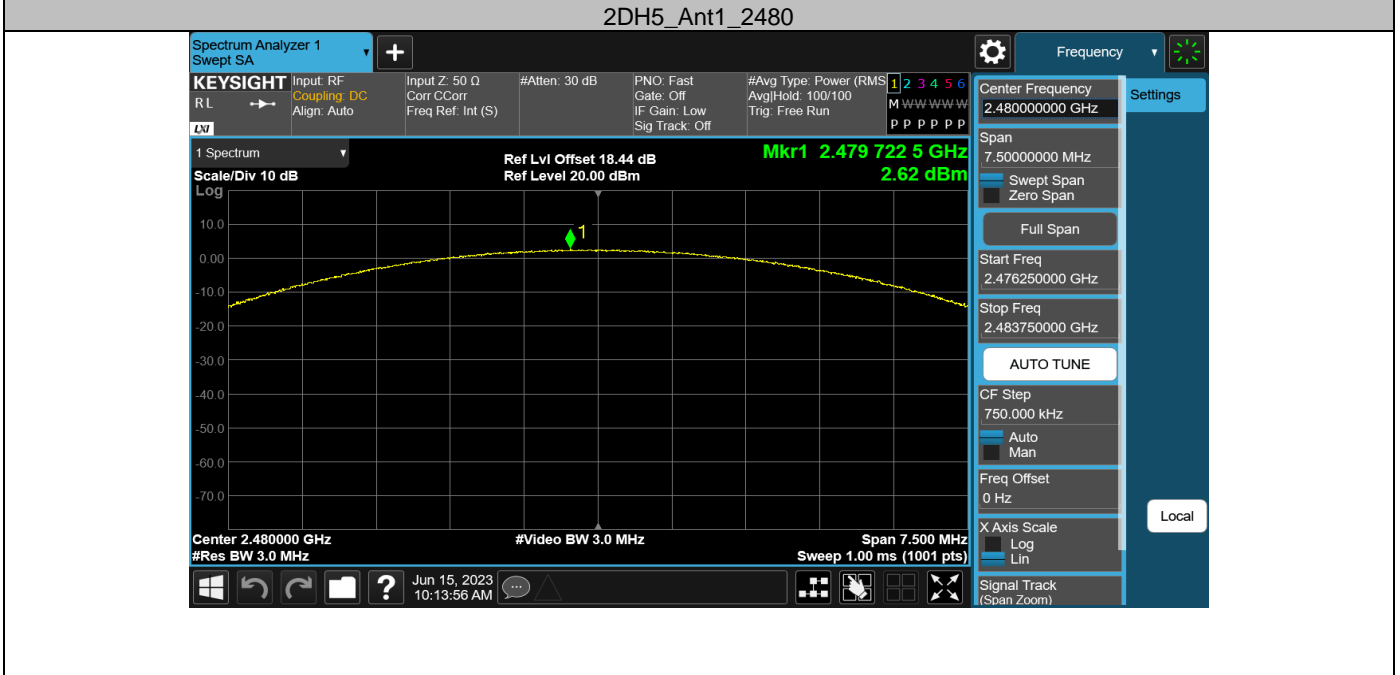 2DH5_Ant1_2480
Spectrum Analyzer 1
Swept SA
+
Frequency
KEYSIGHT
RL
LXI
Input: RF
Coupling: DC
Align: Auto
Input Z: 50 Ω
Corr CCorr
Freq Ref: Int (S)
#Atten: 30 dB
PNO: Fast
Gate: Off
IF Gain: Low
Sig Track: Off
#Avg Type: Power (RMS
Avg|Hold: 100/100
Trig: Free Run
1 2 3 4 5 6
M W W W W W
P P P P P P
1 Spectrum
Scale/Div 10 dB
Log
Ref Lvl Offset 18.44 dB
Ref Level 20.00 dBm
Mkr1 2.479 722 5 GHz
2.62 dBm
1
10.0
0.00
-10.0
-20.0
-30.0
-40.0
-50.0
-60.0
-70.0
Center 2.480000 GHz
#Res BW 3.0 MHz
#Video BW 3.0 MHz
Span 7.500 MHz
Sweep 1.00 ms (1001 pts)
?
Jun 15, 2023
10:13:56 AM
Center Frequency
2.480000000 GHz
Settings
Span
7.50000000 MHz
Swept Span
Zero Span
Full Span
Start Freq
2.476250000 GHz
Stop Freq
2.483750000 GHz
AUTO TUNE
CF Step
750.000 kHz
Auto
Man
Freq Offset
0 Hz
X Axis Scale
Log
Lin
Local
Signal Track
(Span Zoom)